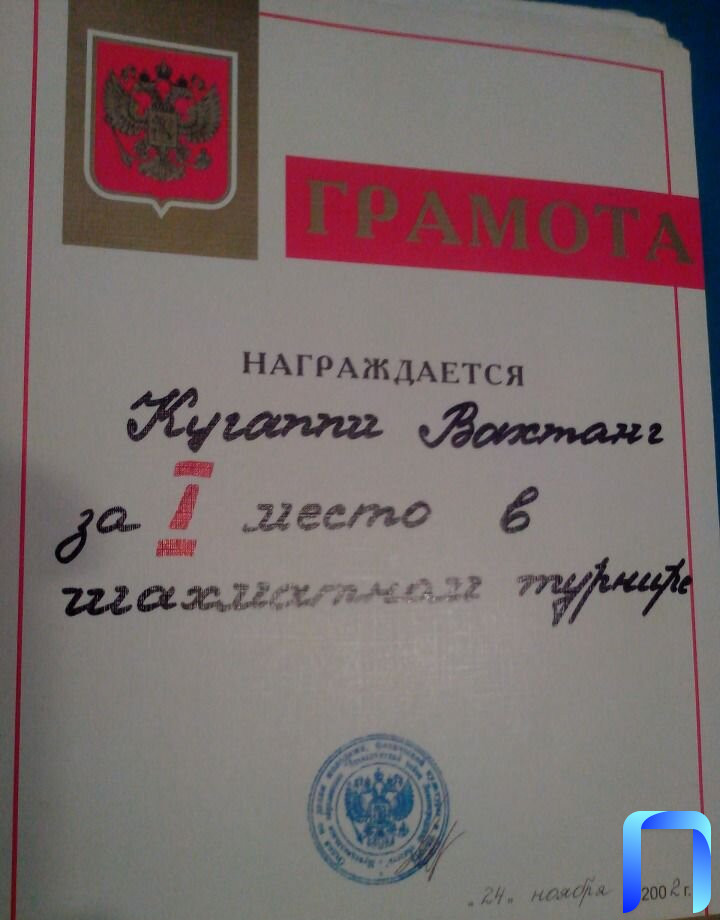 ГРАМОТА
НАГРАЖДАЕТСЯ
Кугаппи Вахтанг
за I место в
шахматном турнире
„24“ ноября 2002 г.